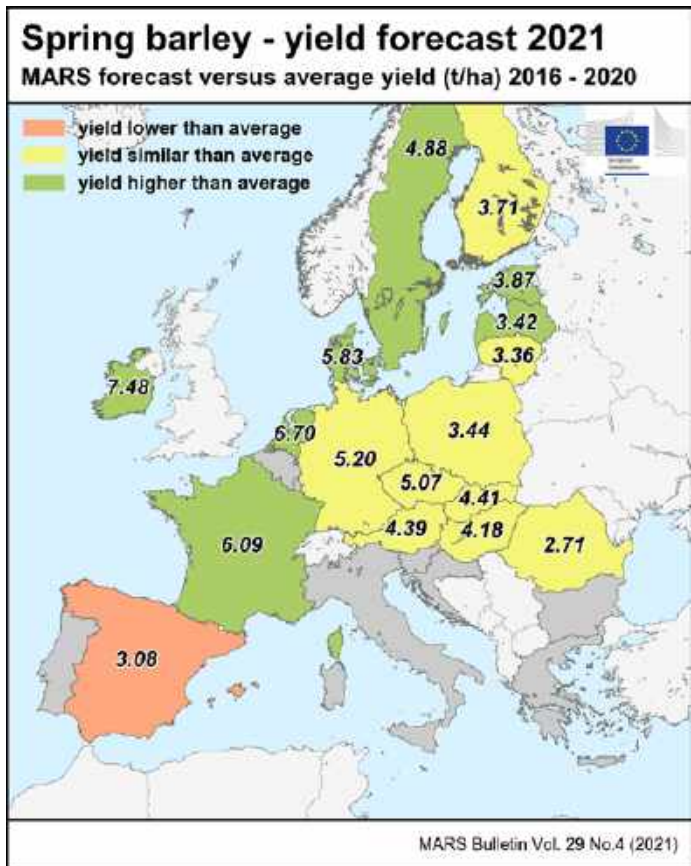 Spring barley - yield forecast 2021
MARS forecast versus average yield (t/ha) 2016 - 2020
yield lower than average
yield similar than average
yield higher than average
4.88
3.71
3.87
3.42
3.36
5.83
7.48
6.70
5.20
3.44
5.07
4.41
4.39
4.18
2.71
6.09
3.08
MARS Bulletin Vol. 29 No.4 (2021)